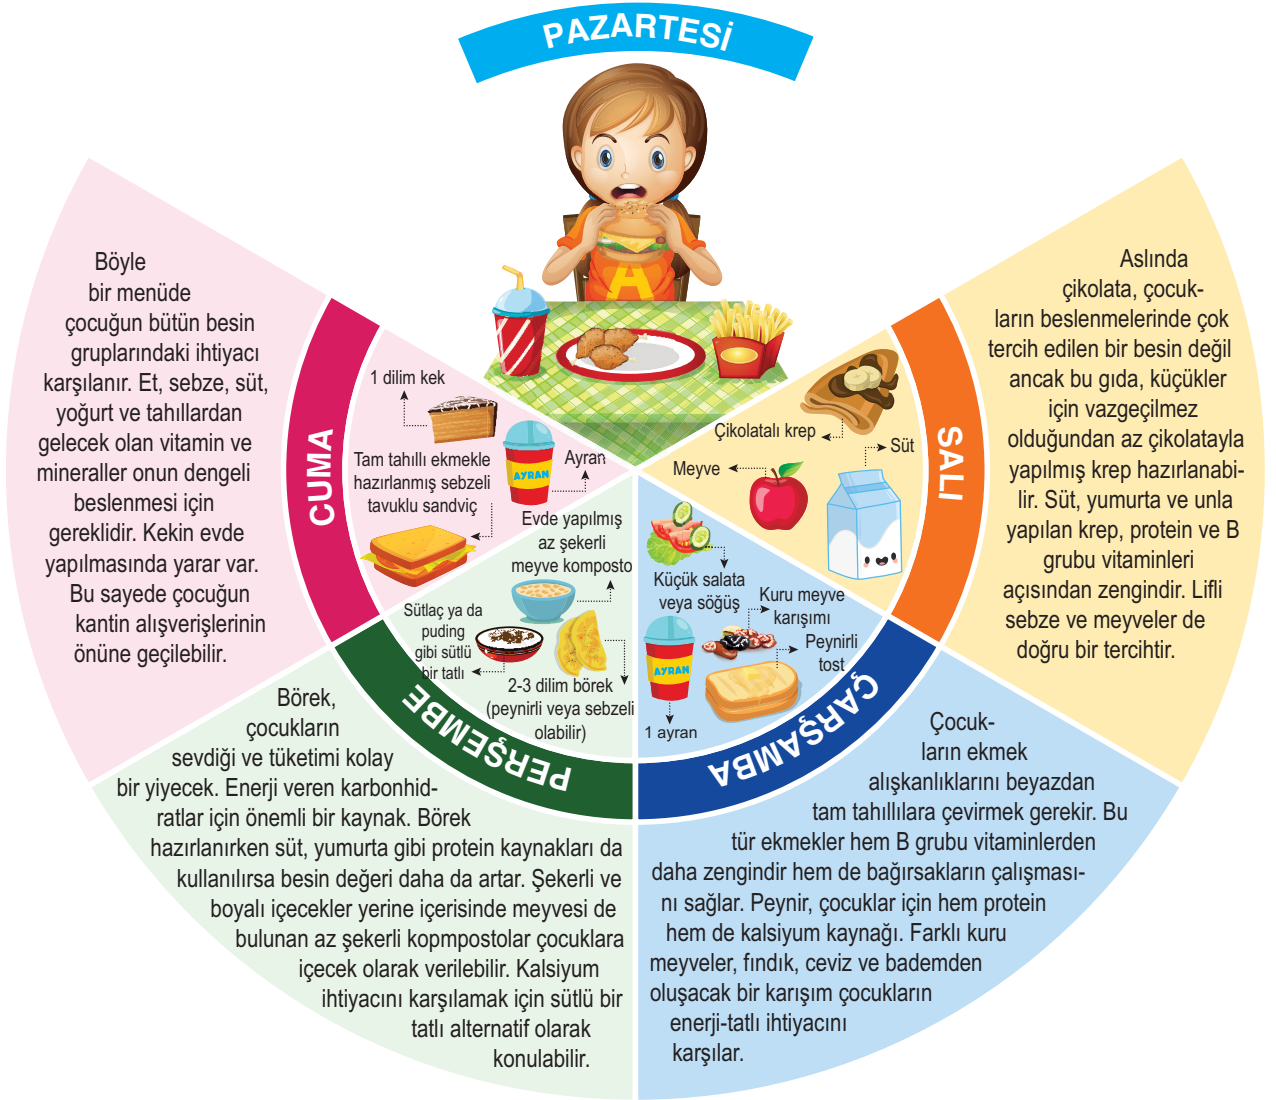 PAZARTESİ
Aslında
çikolata, çocuk-
ların beslenmelerinde çok
tercih edilen bir besin değil
ancak bu gıda, küçükler
için vazgeçilmez
olduğundan az çikolatayla
yapılmış krep hazırlanabi-
lir. Süt, yumurta ve unla
yapılan krep, protein ve B
grubu vitaminleri
açısından zengindir. Lifli
sebze ve meyveler de
doğru bir tercihtir.
SALI
Çikolatalı krep
Süt
Meyve
ÇARŞAMBA
Küçük salata
veya söğüş
Kuru meyve
karışımı
Peynirli
tost
AYRAN
1 ayran
Çocuk-
ların ekmek
alışkanlıklarını beyazdan
tam tahıllılara çevirmek gerekir. Bu
tür ekmekler hem B grubu vitaminlerden
daha zengindir hem de bağırsakların çalışması-
nı sağlar. Peynir, çocuklar için hem protein
hem de kalsiyum kaynağı. Farklı kuru
meyveler, fındık, ceviz ve bademden
oluşacak bir karışım çocukların
enerji-tatlı ihtiyacını
karşılar.
PERŞEMBE
Evde yapılmış
az şekerli
meyve komposto
Sütlaç ya da
puding
gibi sütlü
bir tatlı
2-3 dilim börek
(peynirli veya sebzeli
olabilir)
Börek,
çocukların
sevdiği ve tüketimi kolay
bir yiyecek. Enerji veren karbonhid-
ratlar için önemli bir kaynak. Börek
hazırlanırken süt, yumurta gibi protein kaynakları da
kullanılırsa besin değeri daha da artar. Şekerli ve
boyalı içecekler yerine içerisinde meyvesi de
bulunan az şekerli kopmpostolar çocuklara
içecek olarak verilebilir. Kalsiyum
ihtiyacını karşılamak için sütlü bir
tatlı alternatif olarak
konulabilir.
CUMA
1 dilim kek
AYRAN
Ayran
Tam tahıllı ekmekle
hazırlanmış sebzeli
tavuklu sandviç
Böyle
bir menüde
çocuğun bütün besin
gruplarındaki ihtiyacı
karşılanır. Et, sebze, süt,
yoğurt ve tahıllardan
gelecek olan vitamin ve
mineraller onun dengeli
beslenmesi için
gereklidir. Kekin evde
yapılmasında yarar var.
Bu sayede çocuğun
kantin alışverişlerinin
önüne geçilebilir.
A